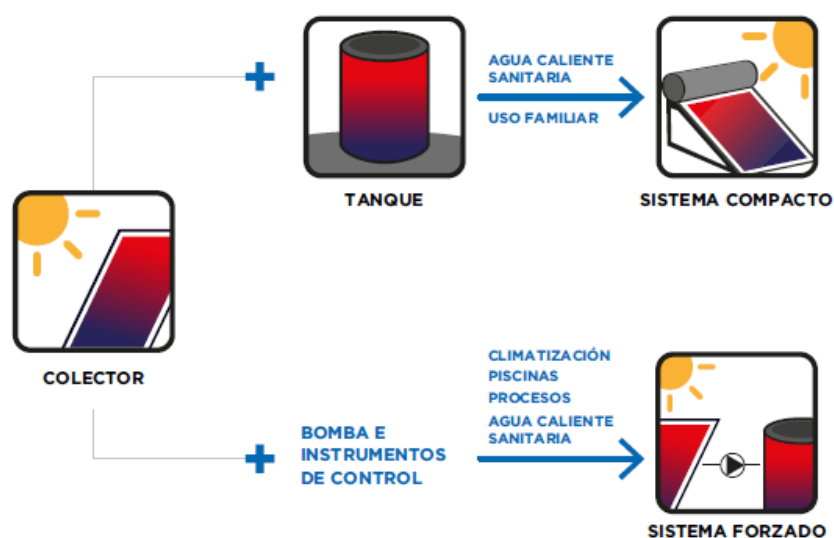 AGUA CALIENTE
SANITARIA
USO FAMILIAR
TANQUE
SISTEMA COMPACTO
COLECTOR
BOMBA E
INSTRUMENTOS
DE CONTROL
CLIMATIZACIÓN
PISCINAS
PROCESOS
AGUA CALIENTE
SANITARIA
SISTEMA FORZADO